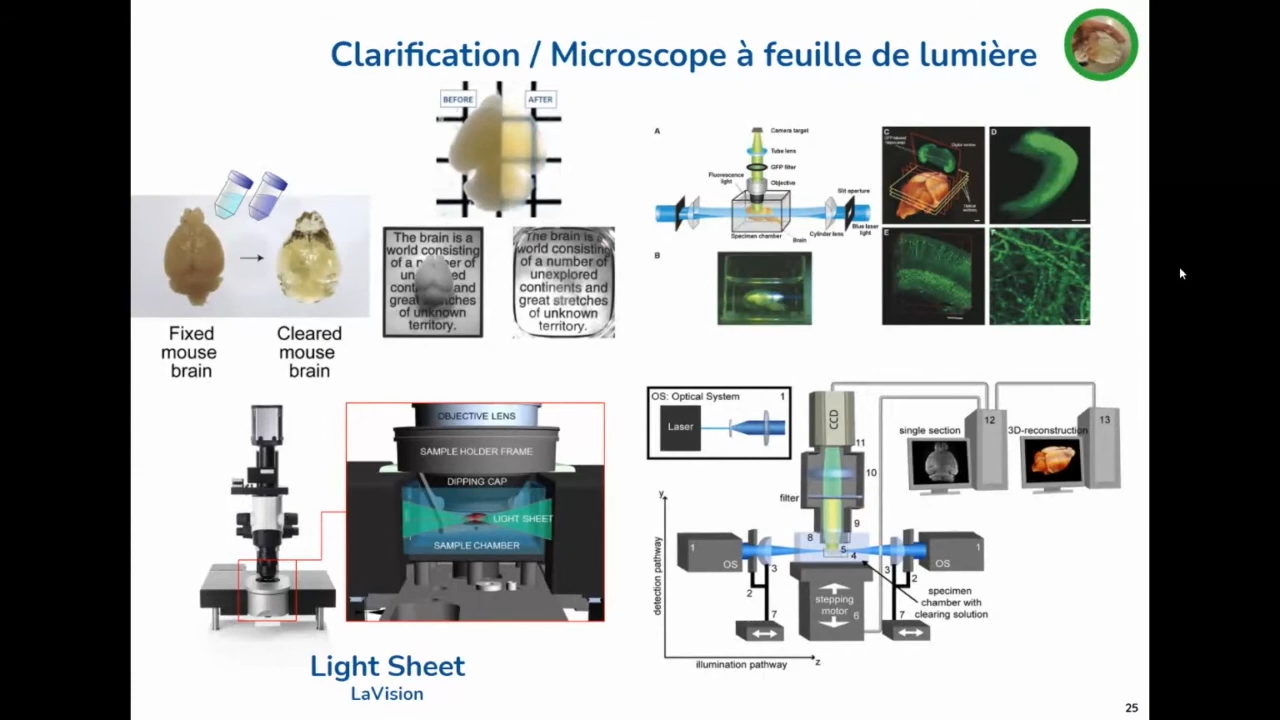 Clarification / Microscope à feuille de lumière
BEFORE
AFTER
Fixed
mouse
brain
Cleared
mouse
brain
The brain is a
world consisting
of a number of
unexplored
continents and
great stretches
of unknown
territory.
The brain is a
world consisting
of a number of
unexplored
continents and
great stretches
of unknown
territory.
A
Camera target
Tube lens
GFP filter
Objective
Fluorescence
light
Slit aperture
Blue laser
light
Cylinder lens
Specimen chamber
Brain
B
C
GFP-labeled
hippocampus
Optical
sections
D
E
F
OBJECTIVE LENS
SAMPLE HOLDER FRAME
DIPPING CAP
LIGHT SHEET
SAMPLE CHAMBER
Light Sheet
LaVision
OS: Optical System
1
Laser
CCD
11
10
filter
9
8
5
4
single section
12
3D-reconstruction
13
y
detection pathway
1
OS
3
2
7
stepping
motor
6
3
2
7
1
OS
specimen
chamber with
clearing solution
illumination pathway
z
25